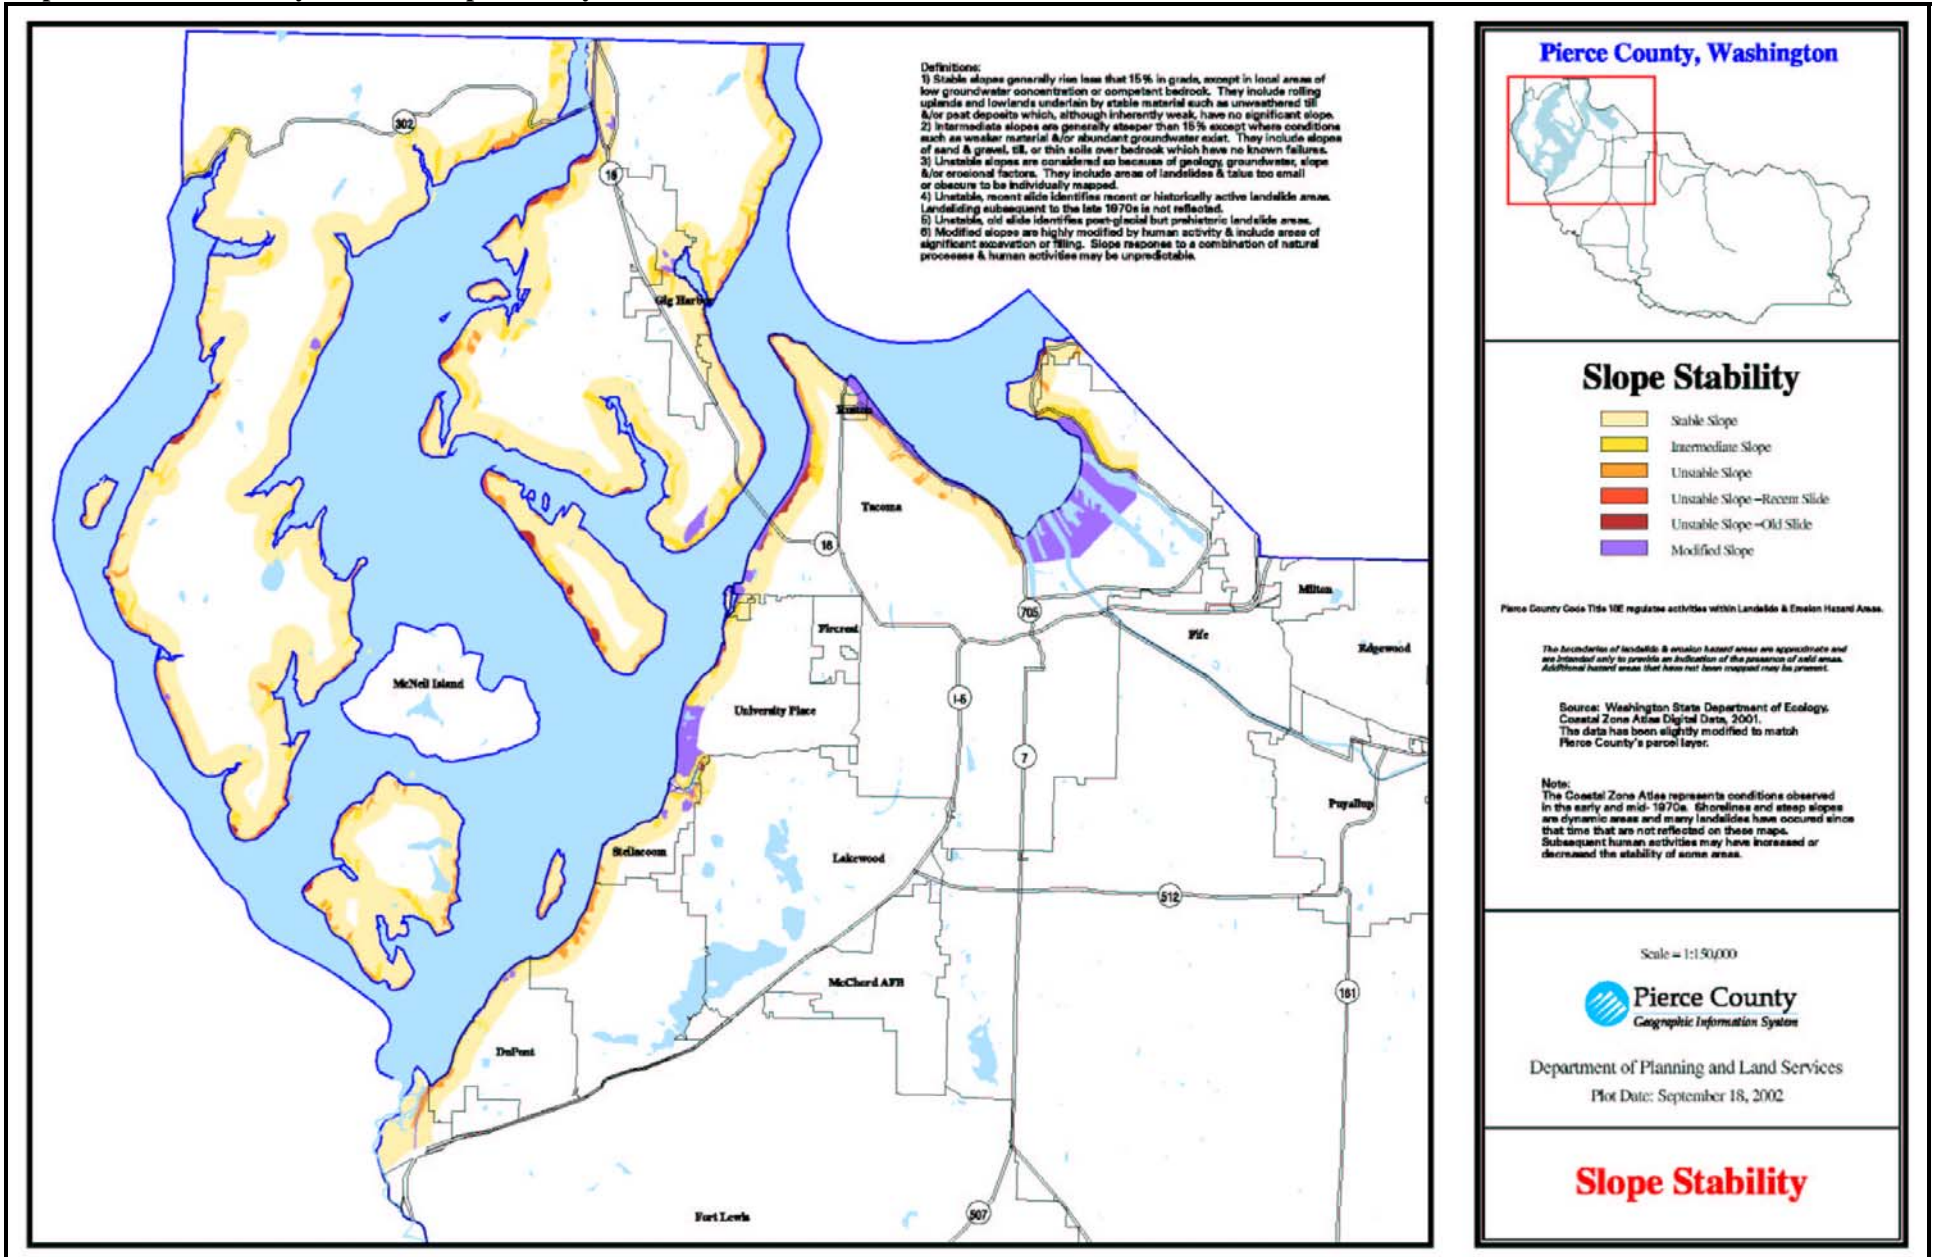 Definitions:
1) Stable slopes generally rise less that 15% in grade, except in local areas of
low groundwater concentration or competent bedrock. They include rolling
uplands and lowlands underlain by stable material such as unweathered till
&/or peat deposits which, although inherently weak, have no significant slope.
2) Intermediate slopes are generally steeper than 15% except where conditions
such as weaker material &/or abundant groundwater exist. They include slopes
of sand & gravel, till, or thin soils over bedrock which have no known failures.
3) Unstable slopes are considered so because of geology, groundwater, slope
&/or erosional factors. They include areas of landslides & talus too small
or obscure to be individually mapped.
4) Unstable, recent slide identifies recent or historically active landslide areas.
Landsliding subsequent to the late 1970s is not reflected.
5) Unstable, old slide identifies post-glacial but prehistoric landslide areas.
6) Modified slopes are highly modified by human activity & include areas of
significant excavation or filling. Slope response to a combination of natural
processes & human activities may be unpredictable.
302
16
Gig Harbor
Ruston
Tacoma
16
705
Milton
Fircrest
Fife
Edgewood
McNeil Island
I-5
University Place
7
Puyallup
Steilacoom
Lakewood
512
McChord AFB
161
DuPont
Fort Lewis
507
Pierce County, Washington
Slope Stability
Stable Slope
Intermediate Slope
Unstable Slope
Unstable Slope –Recent Slide
Unstable Slope –Old Slide
Modified Slope
Pierce County Code Title 18E regulates activities within Landslide & Erosion Hazard Areas.
The boundaries of landslide & erosion hazard areas are approximate and
are intended only to provide an indication of the presence of said areas.
Additional hazard areas that have not been mapped may be present.
Source: Washington State Department of Ecology,
Coastal Zone Atlas Digital Data, 2001.
The data has been slightly modified to match
Pierce County's parcel layer.
Note:
The Coastal Zone Atlas represents conditions observed
in the early and mid- 1970s. Shorelines and steep slopes
are dynamic areas and many landslides have occured since
that time that are not reflected on these maps.
Subsequent human activities may have increased or
decreased the stability of some areas.
Scale = 1:150,000
Pierce County
Geographic Information System
Department of Planning and Land Services
Plot Date: September 18, 2002
Slope Stability